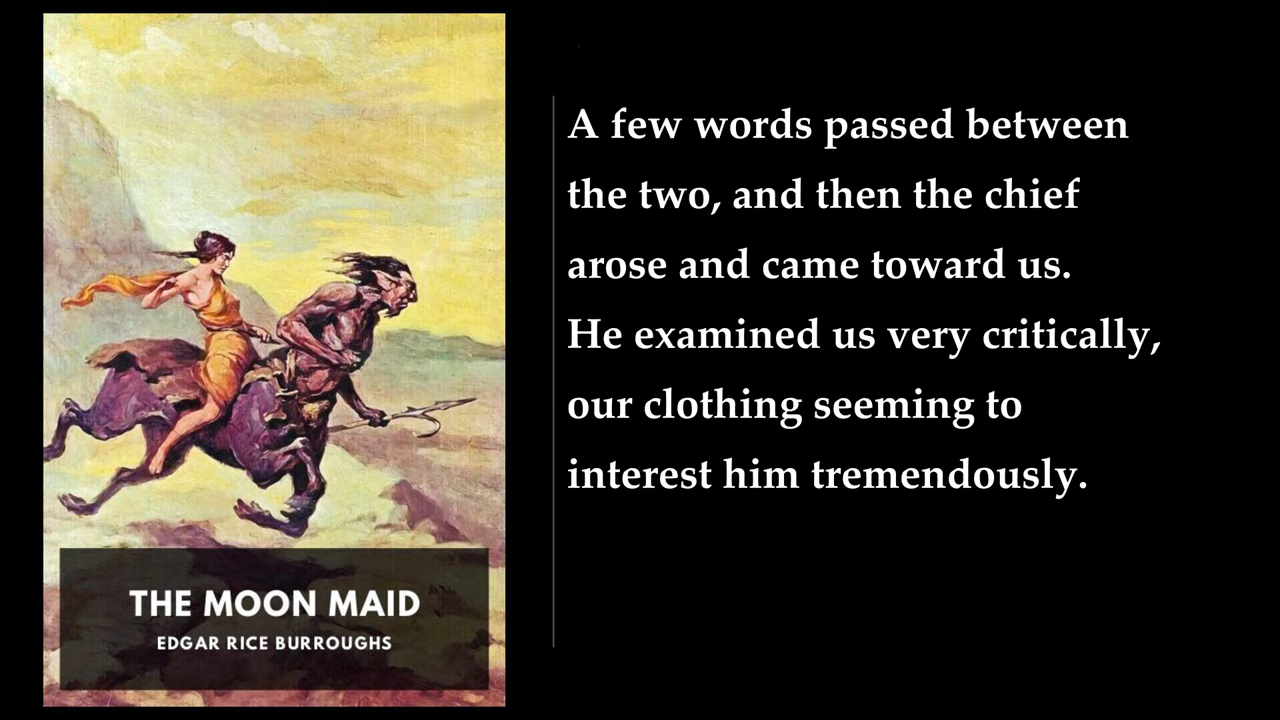 THE MOON MAID
EDGAR RICE BURROUGHS
A few words passed between
the two, and then the chief
arose and came toward us.
He examined us very critically,
our clothing seeming to
interest him tremendously.